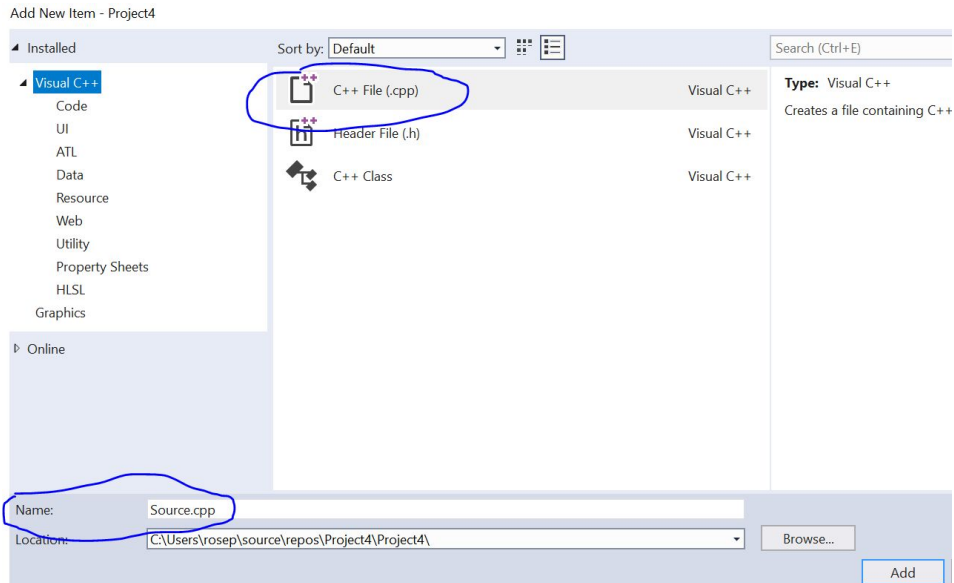 Add New Item - Project4
Installed
Sort by: Default
Search (Ctrl+E)
Visual C++
Code
UI
ATL
Data
Resource
Web
Utility
Property Sheets
HLSL
Graphics
Online
C++ File (.cpp) Visual C++
Header File (.h) Visual C++
C++ Class Visual C++
Type: Visual C++
Creates a file containing C++
Name: Source.cpp
Location: C:\Users\rosep\source\repos\Project4\Project4\
Browse...
Add